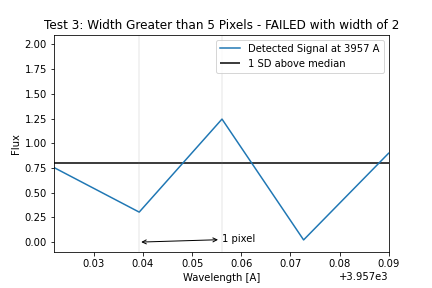 Test 3: Width Greater than 5 Pixels - FAILED with width of 2
2.00
1.75
1.50
1.25
1.00
0.75
0.50
0.25
0.00
Flux
Detected Signal at 3957 A
1 SD above median
1 pixel
0.03 0.04 0.05 0.06 0.07 0.08 0.09
Wavelength [A]
+3.957e3